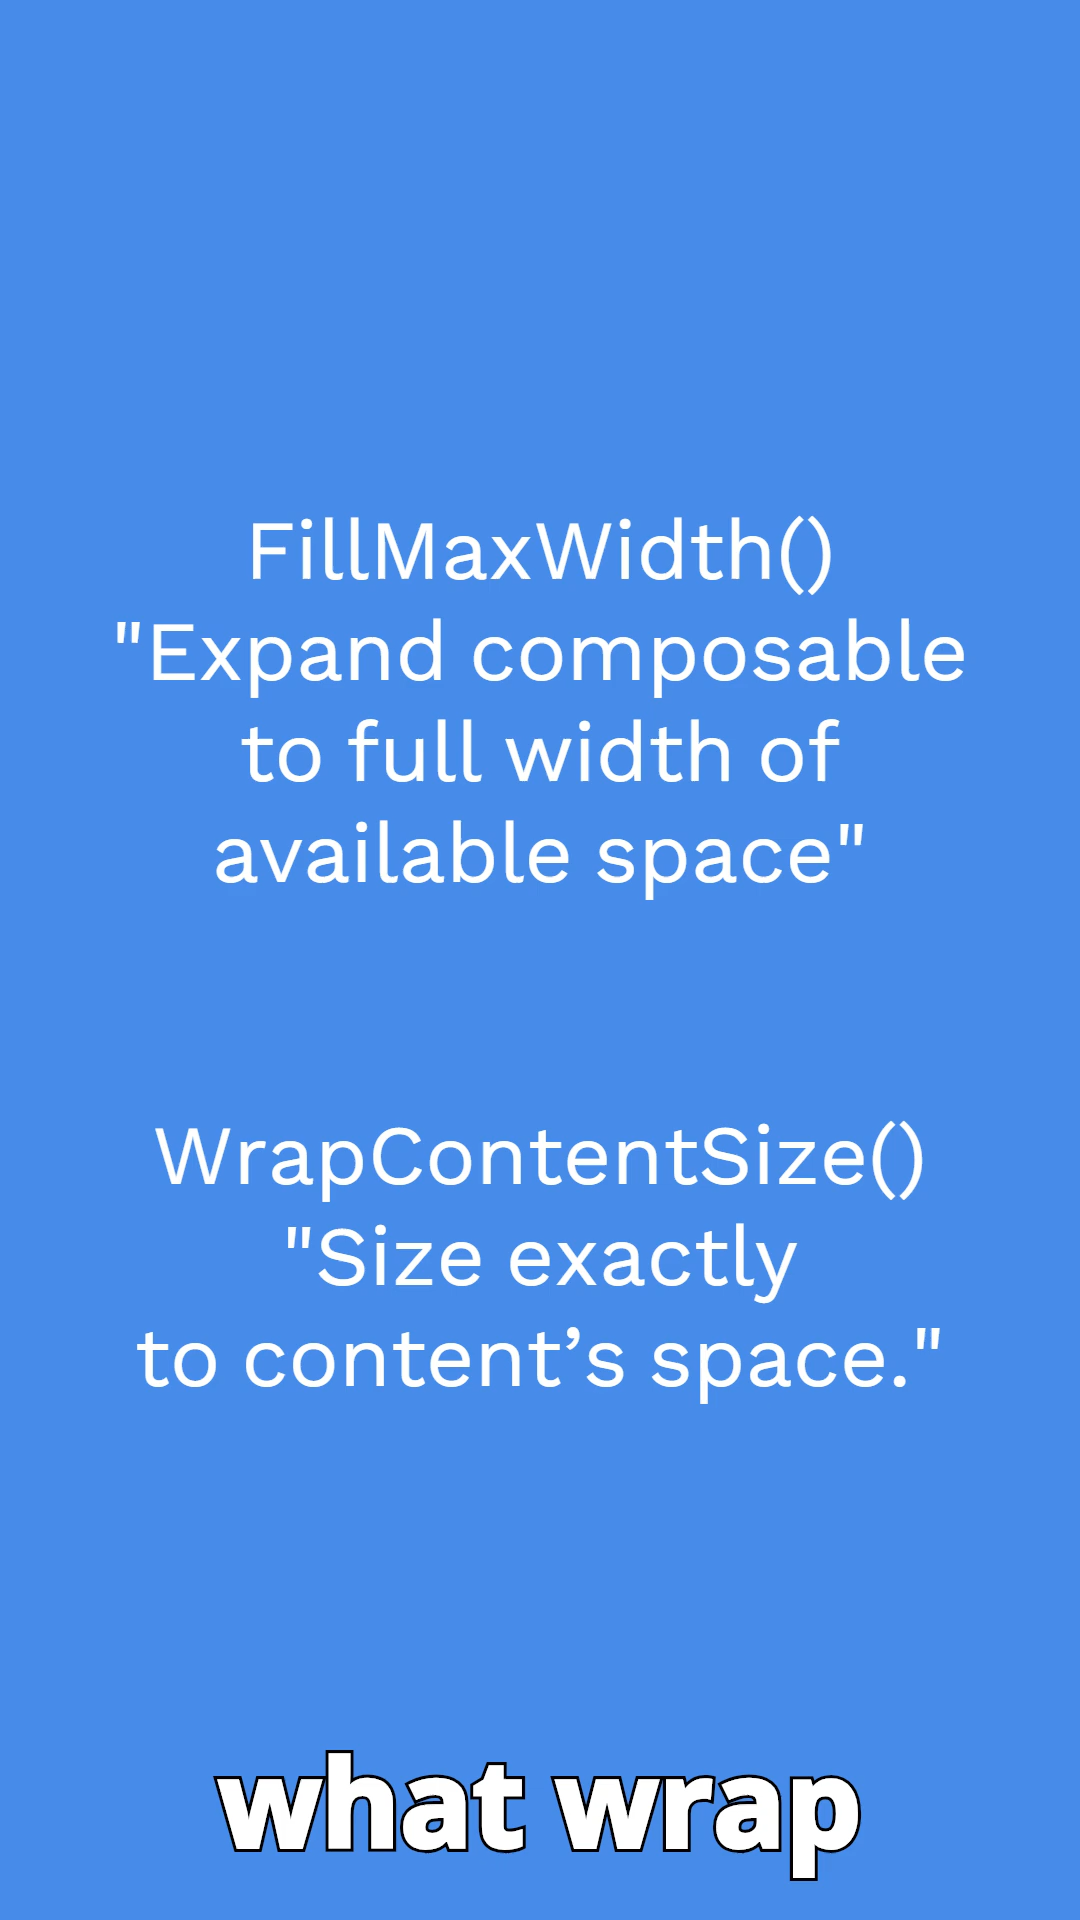 FillMaxWidth()
"Expand composable
to full width of
available space"
WrapContentSize()
"Size exactly
to content’s space."
what wrap